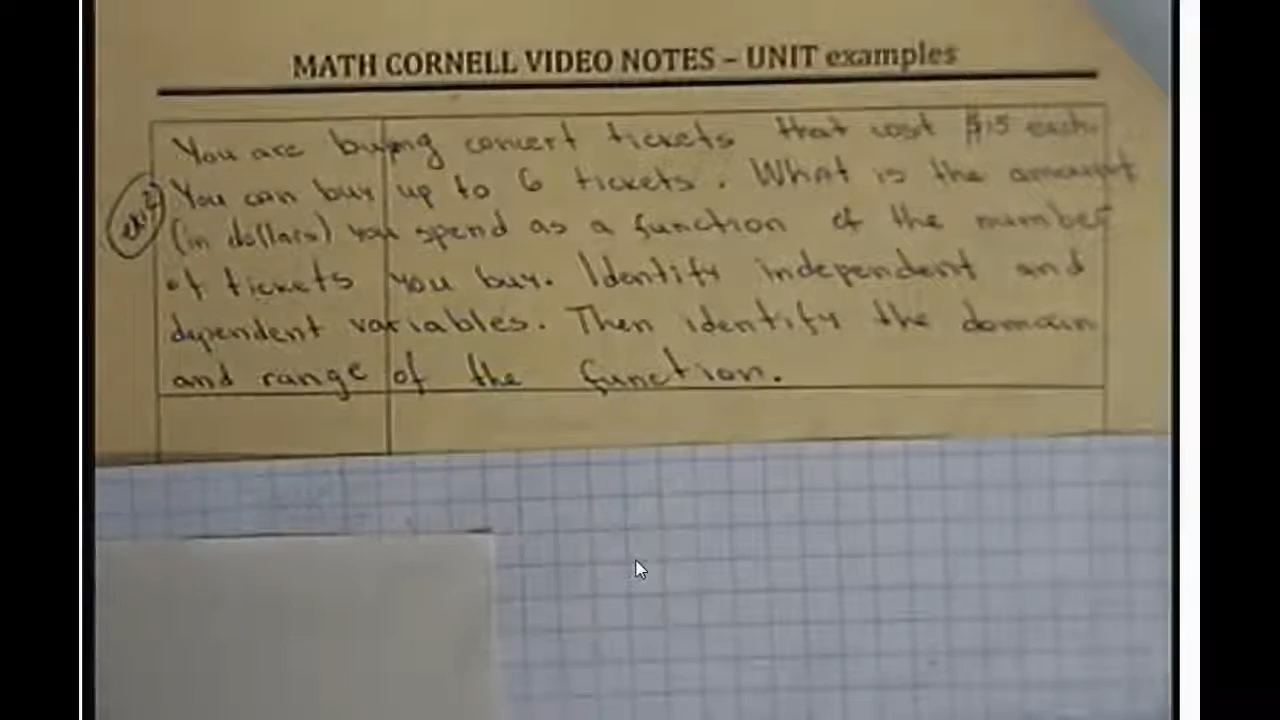 MATH CORNELL VIDEO NOTES – UNIT examples
You are buying concert tickets that cost $15 each.
You can buy up to 6 tickets. What is the amount
(in dollars) you spend as a function of the number
of tickets you buy. Identify independent and
dependent variables. Then identify the domain
and range of the function.